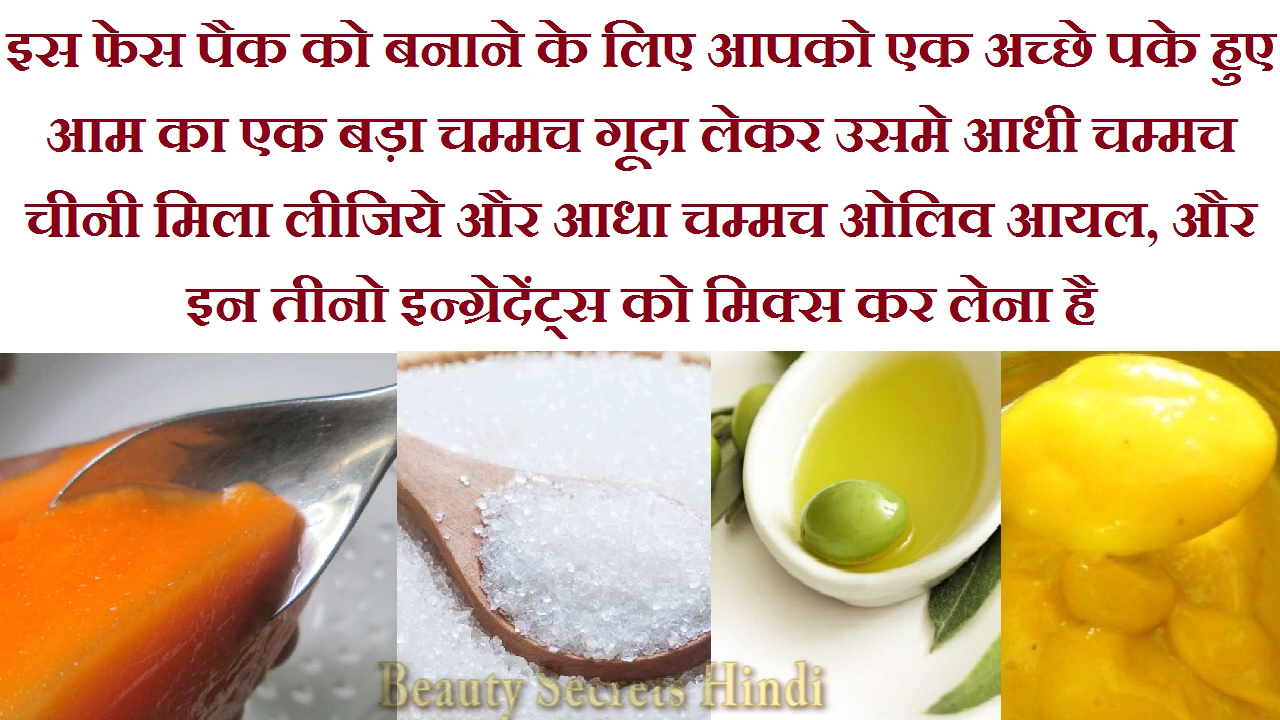 इस फेस पैक को बनाने के लिए आपको एक अच्छे पके हुए
आम का एक बड़ा चम्मच गूदा लेकर उसमे आधी चम्मच
चीनी मिला लीजिये और आधा चम्मच ओलिव आयल, और
इन तीनो इन्ग्रेदेंट्स को मिक्स कर लेना है
Beauty Secrets Hindi